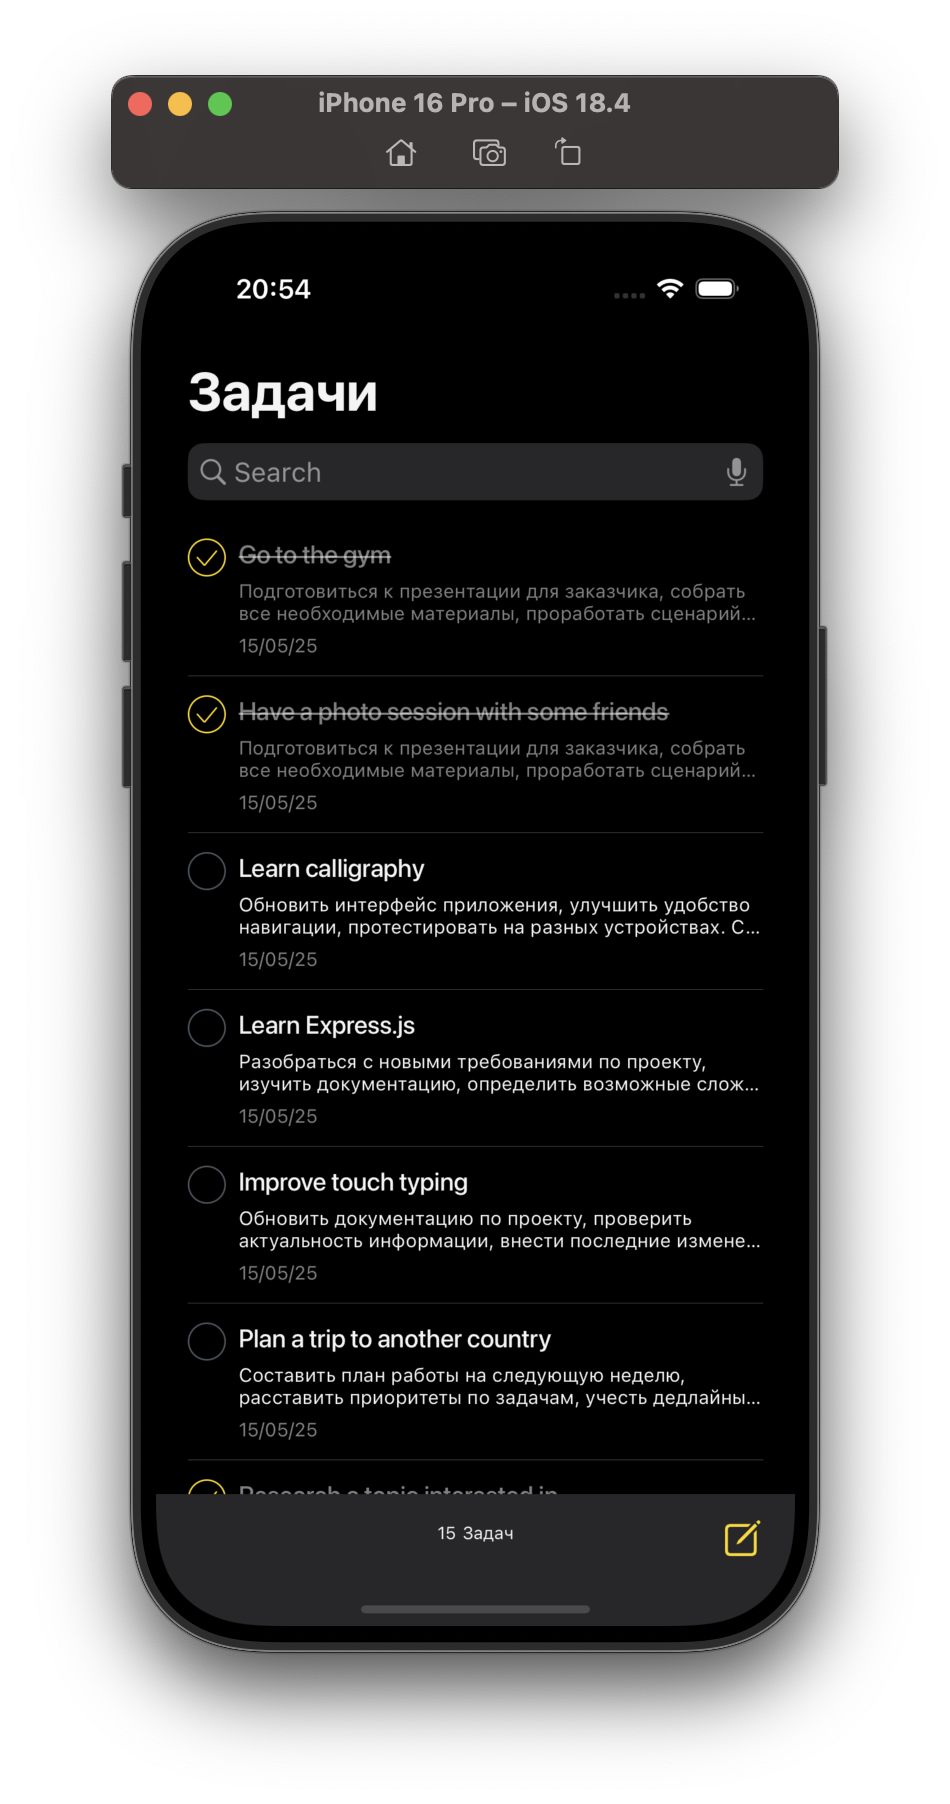 iPhone 16 Pro – iOS 18.4
20:54
Задачи
Search
Go to the gym
Подготовиться к презентации для заказчика, собрать
все необходимые материалы, проработать сценарий...
15/05/25
Have a photo session with some friends
Подготовиться к презентации для заказчика, собрать
все необходимые материалы, проработать сценарий...
15/05/25
Learn calligraphy
Обновить интерфейс приложения, улучшить удобство
навигации, протестировать на разных устройствах. С...
15/05/25
Learn Express.js
Разобраться с новыми требованиями по проекту,
изучить документацию, определить возможные слож...
15/05/25
Improve touch typing
Обновить документацию по проекту, проверить
актуальность информации, внести последние измене...
15/05/25
Plan a trip to another country
Составить план работы на следующую неделю,
расставить приоритеты по задачам, учесть дедлайны...
15/05/25
Research a topic interested in
15 Задач